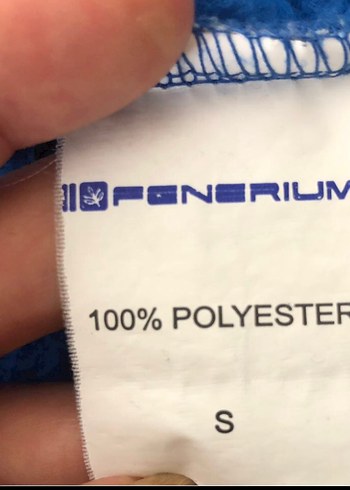 FENERIUM
100% POLYESTER
S